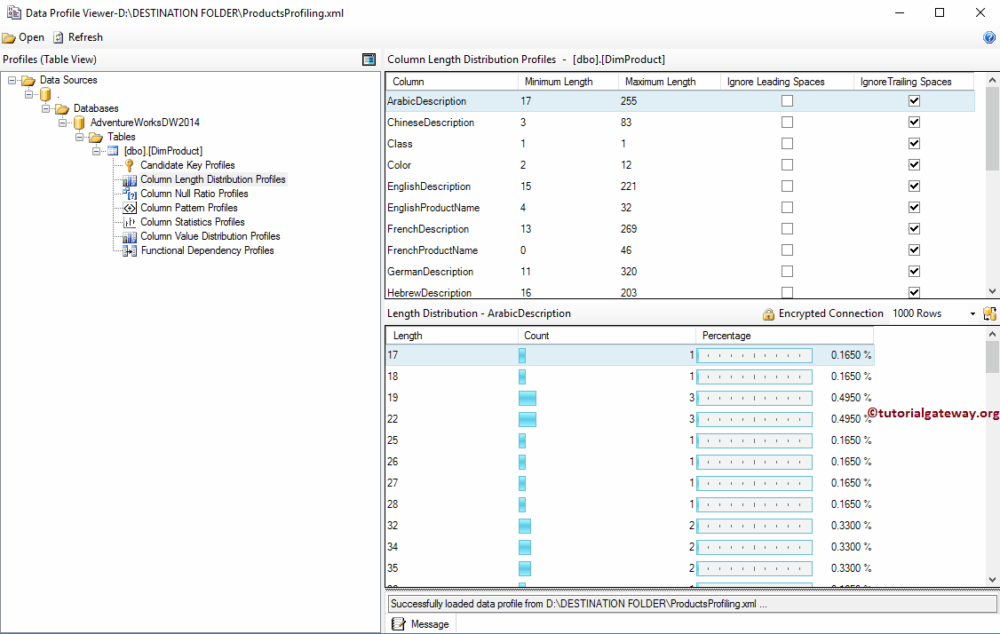 Data Profile Viewer-D:\DESTINATION FOLDER\ProductsProfiling.xml
Open Refresh
Profiles (Table View)
Data Sources
.
Databases
AdventureWorksDW2014
Tables
[dbo].[DimProduct]
Candidate Key Profiles
Column Length Distribution Profiles
Column Null Ratio Profiles
Column Pattern Profiles
Column Statistics Profiles
Column Value Distribution Profiles
Functional Dependency Profiles
Column Length Distribution Profiles - [dbo].[DimProduct]
Column Minimum Length Maximum Length Ignore Leading Spaces IgnoreTrailing Spaces
ArabicDescription 17 255
ChineseDescription 3 83
Class 1 1
Color 2 12
EnglishDescription 15 221
EnglishProductName 4 32
FrenchDescription 13 269
FrenchProductName 0 46
GermanDescription 11 320
HebrewDescription 16 203
Length Distribution - ArabicDescription Encrypted Connection 1000 Rows
Length Count Percentage
17 1 0.1650 %
18 1 0.1650 %
19 3 0.4950 %
22 3 0.4950 %
©tutorialgateway.org
25 1 0.1650 %
26 1 0.1650 %
27 1 0.1650 %
28 1 0.1650 %
32 2 0.3300 %
34 2 0.3300 %
35 2 0.3300 %
Successfully loaded data profile from D:\DESTINATION FOLDER\ProductsProfiling.xml ...
Message